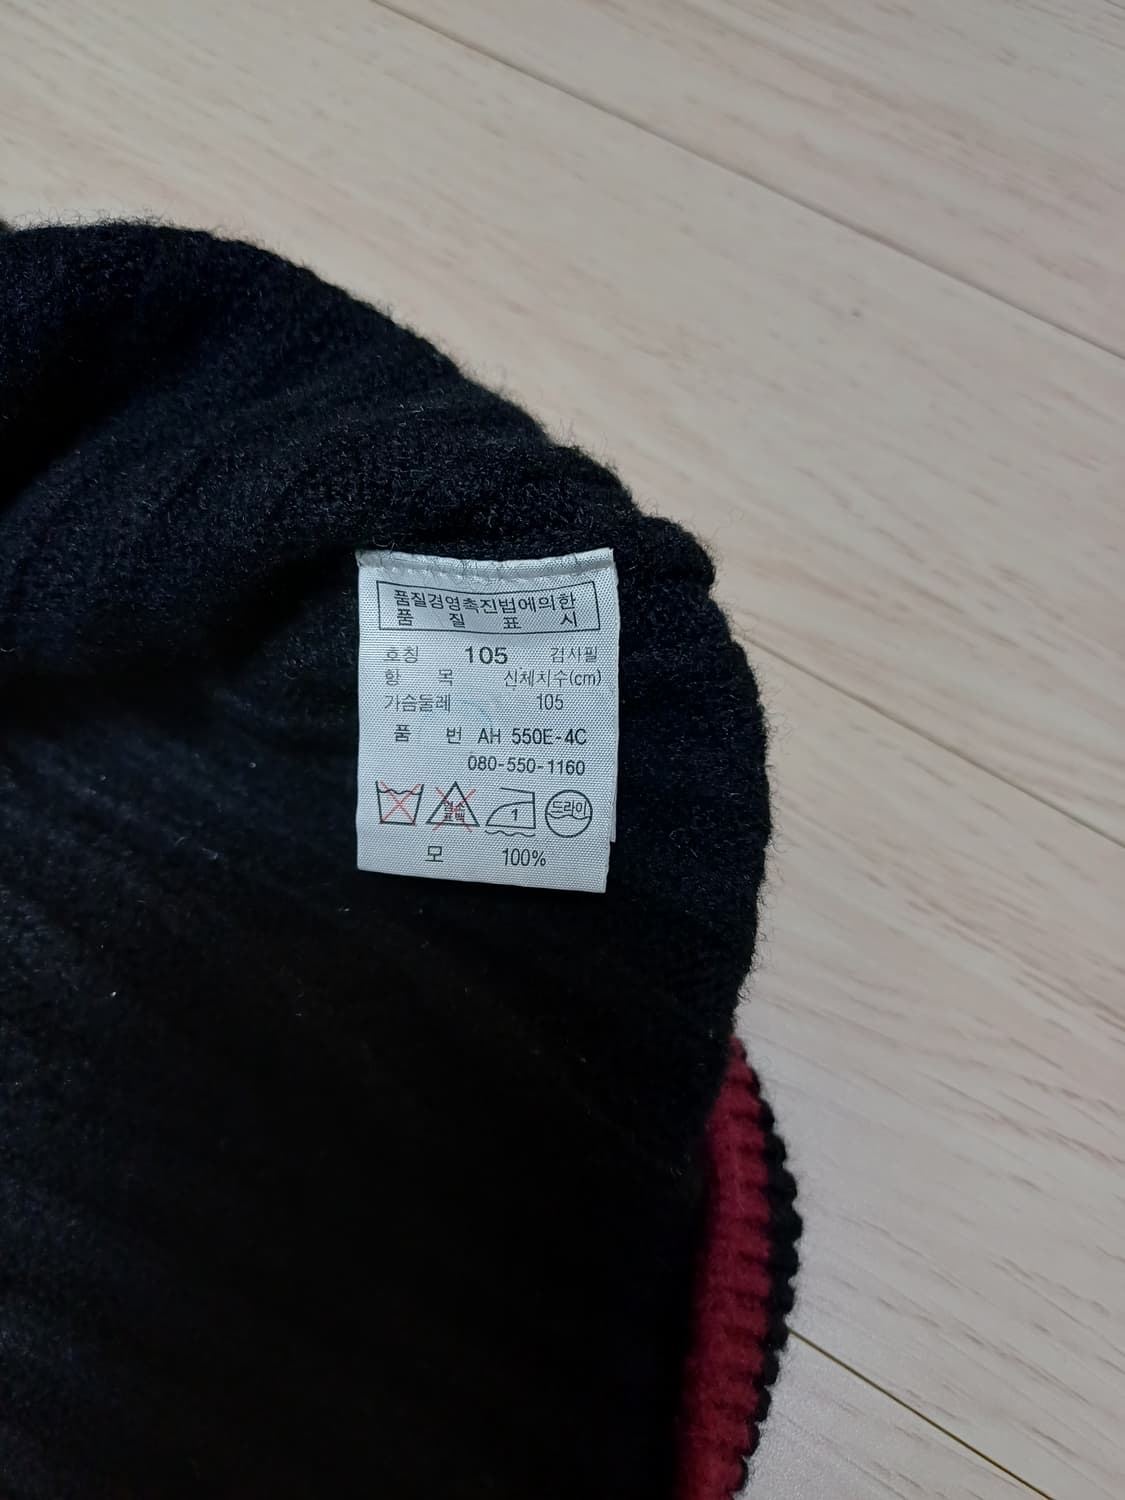 품질경영촉진법에의한
품 질 표 시
호칭 105 검사필
항 목 신체치수(cm)
가슴둘레 105
품 번 AH 550E-4C
080-550-1160
1 드라이
모 100%